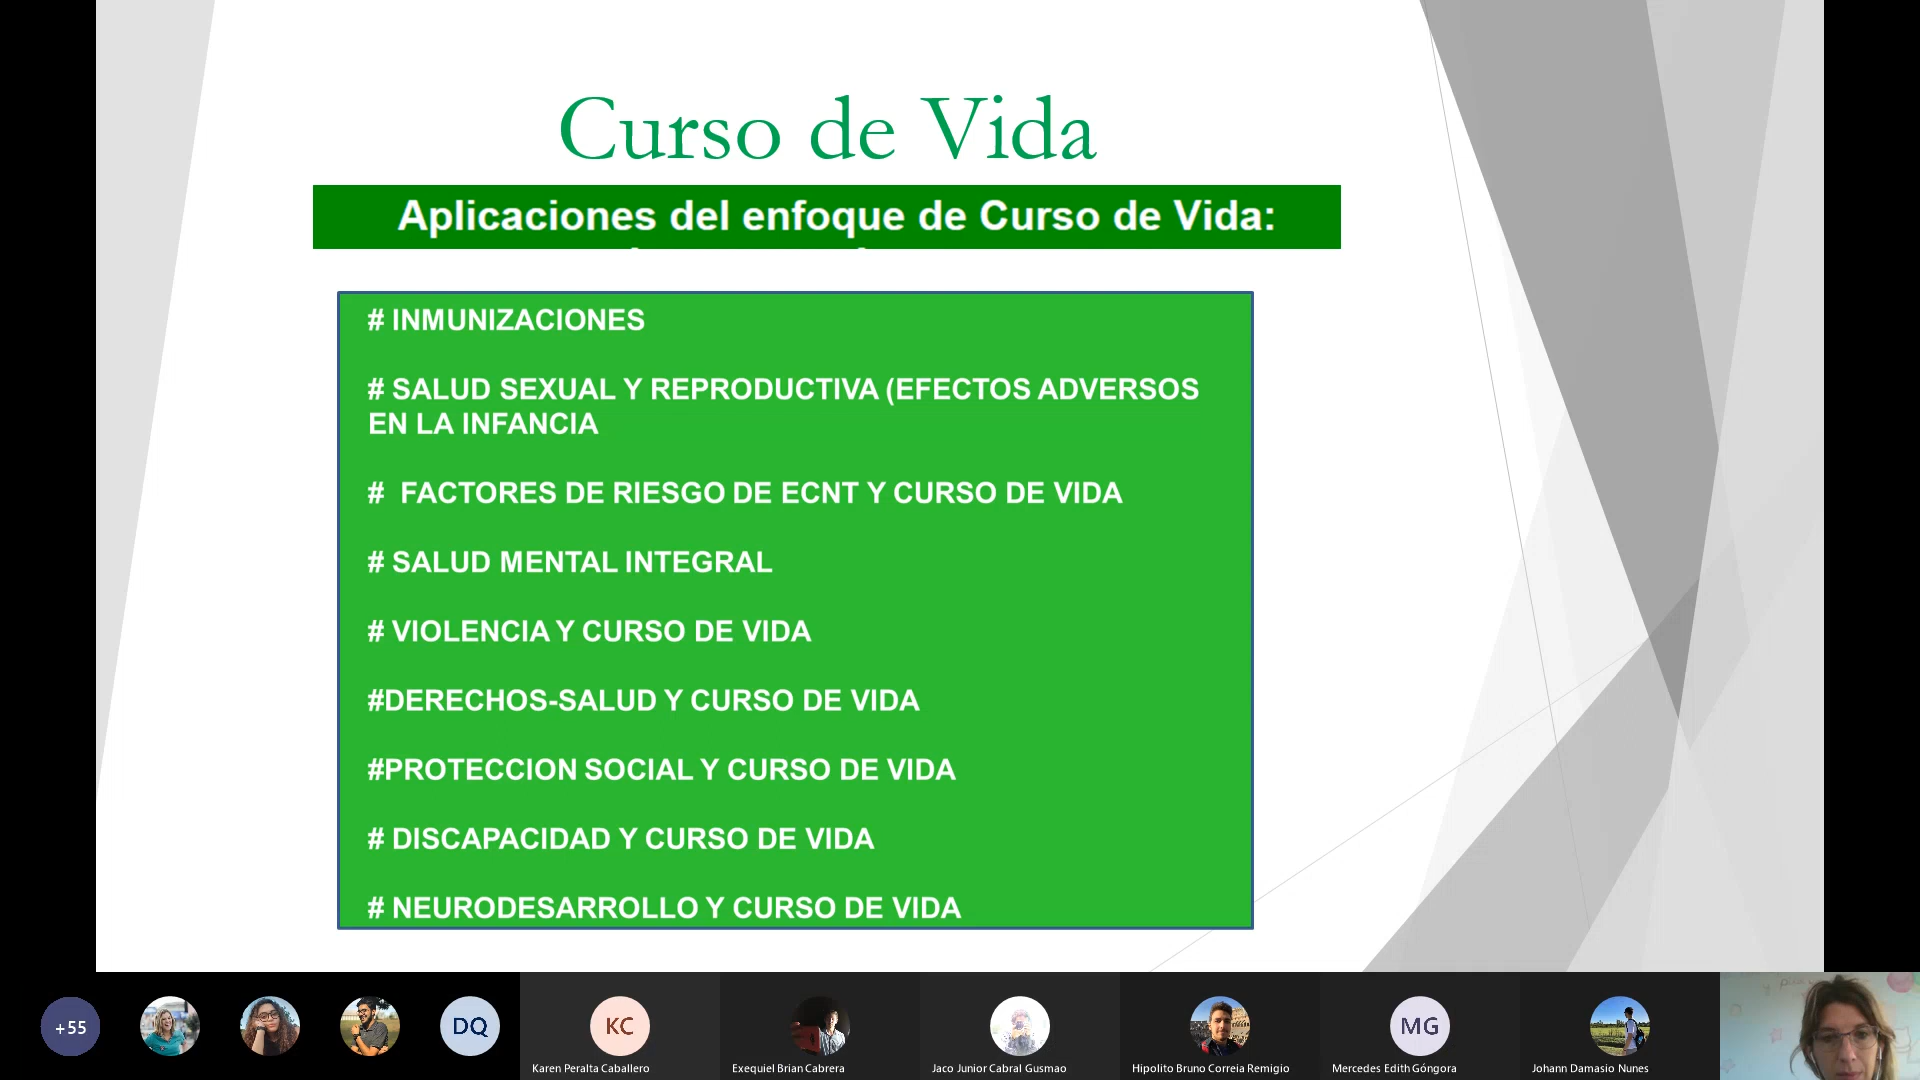 Curso de Vida
Aplicaciones del enfoque de Curso de Vida:
# INMUNIZACIONES
# SALUD SEXUAL Y REPRODUCTIVA (EFECTOS ADVERSOS
EN LA INFANCIA
# FACTORES DE RIESGO DE ECNT Y CURSO DE VIDA
# SALUD MENTAL INTEGRAL
# VIOLENCIA Y CURSO DE VIDA
#DERECHOS-SALUD Y CURSO DE VIDA
#PROTECCION SOCIAL Y CURSO DE VIDA
# DISCAPACIDAD Y CURSO DE VIDA
# NEURODESARROLLO Y CURSO DE VIDA
+55
DQ
KC
MG
Karen Peralta Caballero
Exequiel Brian Cabrera
Jaco Junior Cabral Gusmao
Hipolito Bruno Correia Remigio
Mercedes Edith Góngora
Johann Damasio Nunes